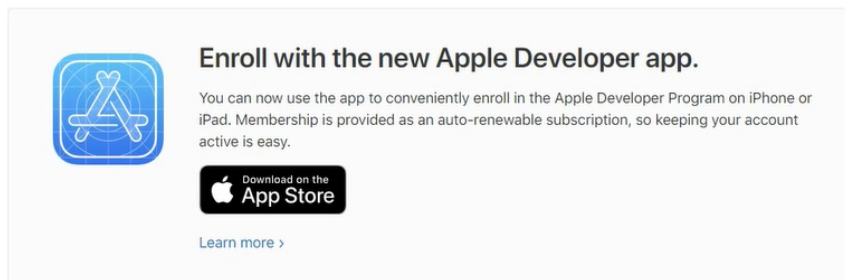 Enroll with the new Apple Developer app.
You can now use the app to conveniently enroll in the Apple Developer Program on iPhone or
iPad. Membership is provided as an auto-renewable subscription, so keeping your account
active is easy.
Download on the
App Store
Learn more ›